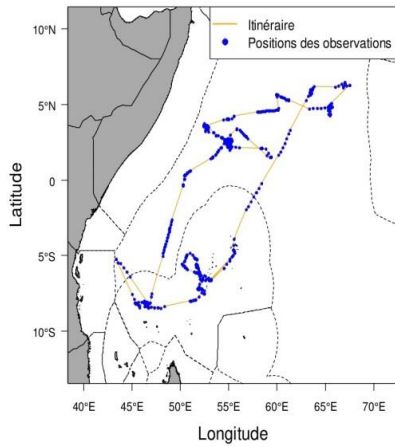 Itinéraire
Positions des observations
10°N
5°N
0
5°S
10°S
Latitude
40°E 45°E 50°E 55°E 60°E 65°E 70°E
Longitude